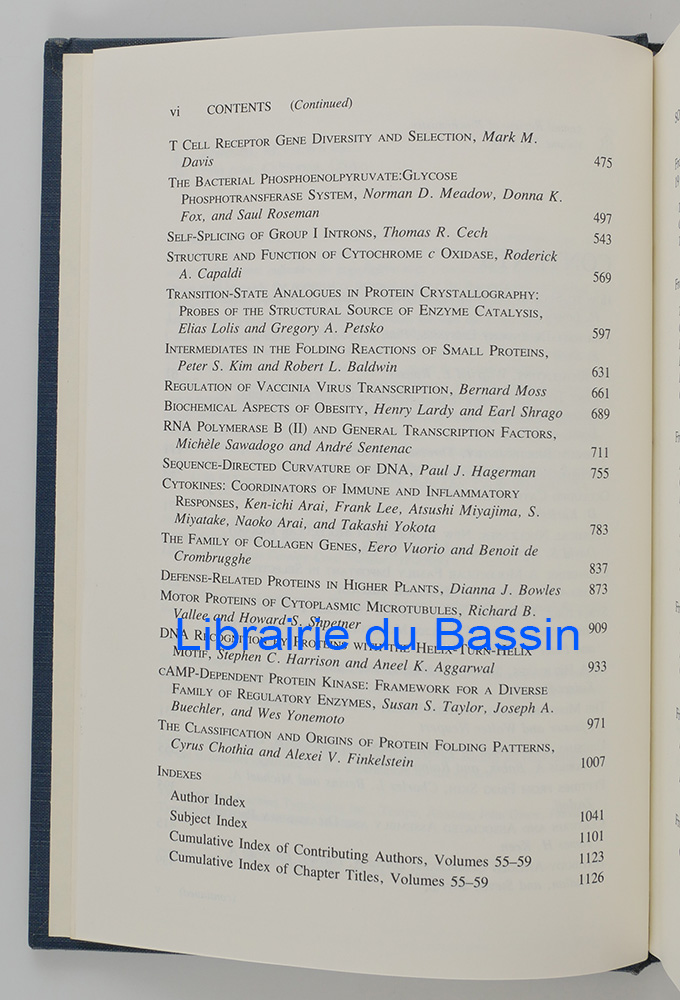 vi CONTENTS (Continued)
T CELL RECEPTOR GENE DIVERSITY AND SELECTION, Mark M.
Davis 475
THE BACTERIAL PHOSPHOENOLPYRUVATE:GLYCOSE
PHOSPHOTRANSFERASE SYSTEM, Norman D. Meadow, Donna K.
Fox, and Saul Roseman 497
SELF-SPLICING OF GROUP I INTRONS, Thomas R. Cech 543
STRUCTURE AND FUNCTION OF CYTOCHROME c OXIDASE, Roderick
A. Capaldi 569
TRANSITION-STATE ANALOGUES IN PROTEIN CRYSTALLOGRAPHY:
PROBES OF THE STRUCTURAL SOURCE OF ENZYME CATALYSIS,
Elias Lolis and Gregory A. Petsko 597
INTERMEDIATES IN THE FOLDING REACTIONS OF SMALL PROTEINS,
Peter S. Kim and Robert L. Baldwin 631
REGULATION OF VACCINIA VIRUS TRANSCRIPTION, Bernard Moss 661
BIOCHEMICAL ASPECTS OF OBESITY, Henry Lardy and Earl Shrago 689
RNA POLYMERASE B (II) AND GENERAL TRANSCRIPTION FACTORS,
Michèle Sawadogo and André Sentenac 711
SEQUENCE-DIRECTED CURVATURE OF DNA, Paul J. Hagerman 755
CYTOKINES: COORDINATORS OF IMMUNE AND INFLAMMATORY
RESPONSES, Ken-ichi Arai, Frank Lee, Atsushi Miyajima, S.
Miyatake, Naoko Arai, and Takashi Yokota 783
THE FAMILY OF COLLAGEN GENES, Eero Vuorio and Benoit de
Crombrugghe 837
DEFENSE-RELATED PROTEINS IN HIGHER PLANTS, Dianna J. Bowles 873
MOTOR PROTEINS OF CYTOPLASMIC MICROTUBULES, Richard B.
Vallee and Howard S. Shpetner 909
Librairie du Bassin
DNA RECOGNITION BY PROTEINS WITH THE HELIX-TURN-HELIX
MOTIF, Stephen C. Harrison and Aneel K. Aggarwal 933
cAMP-DEPENDENT PROTEIN KINASE: FRAMEWORK FOR A DIVERSE
FAMILY OF REGULATORY ENZYMES, Susan S. Taylor, Joseph A.
Buechler, and Wes Yonemoto 971
THE CLASSIFICATION AND ORIGINS OF PROTEIN FOLDING PATTERNS,
Cyrus Chothia and Alexei V. Finkelstein 1007
INDEXES
Author Index 1041
Subject Index 1101
Cumulative Index of Contributing Authors, Volumes 55–59 1123
Cumulative Index of Chapter Titles, Volumes 55–59 1126